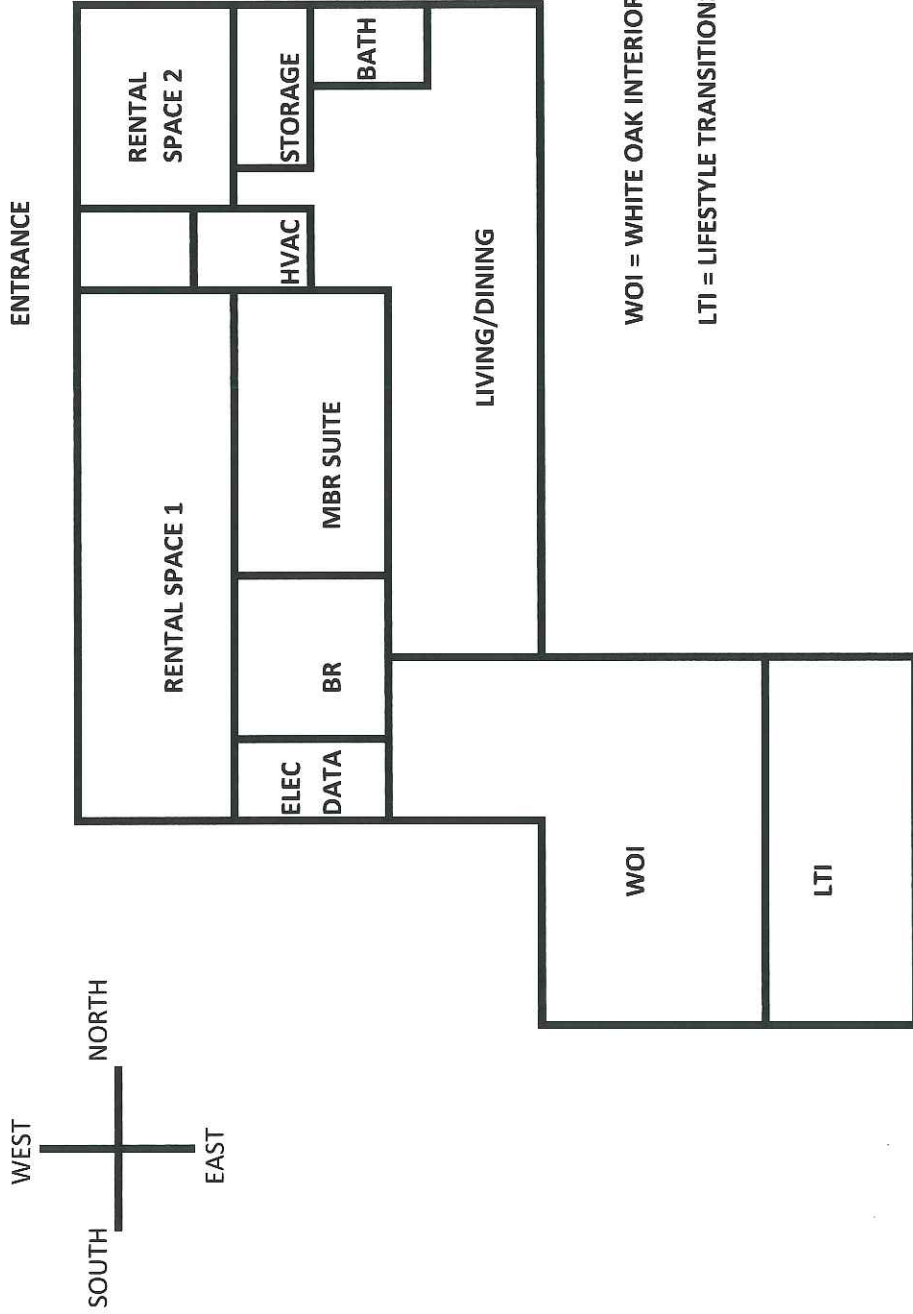 ENTRANCE
WEST
SOUTH
NORTH
EAST
RENTAL SPACE 1
RENTAL
SPACE 2
ELEC
DATA
BR
MBR SUITE
HVAC
STORAGE
BATH
LIVING/DINING
WOI
LTI
WOI = WHITE OAK INTERIOR
LTI = LIFESTYLE TRANSITION